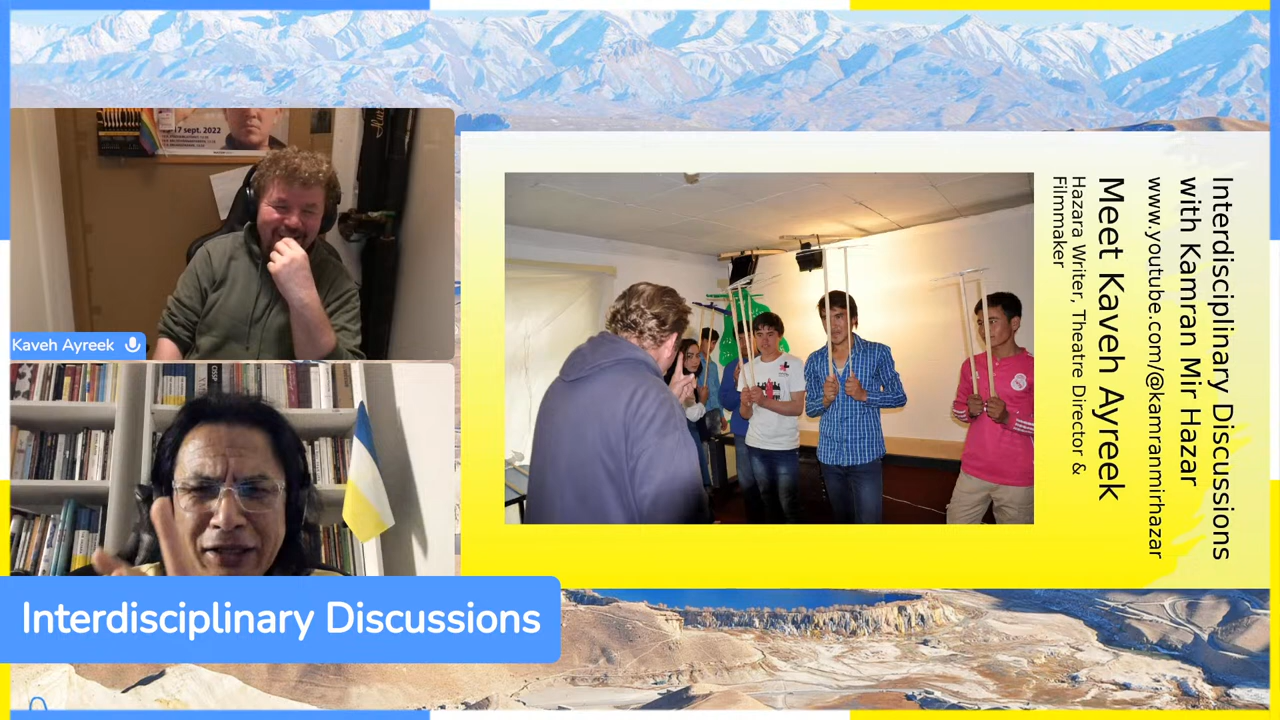 17 sept. 2022
Kaveh Ayreek
CISSP
Interdisciplinary Discussions
Interdisciplinary Discussions
with Kamran Mir Hazar
www.youtube.com/@kamranmirhazar
Meet Kaveh Ayreek
Hazara Writer, Theatre Director &
Filmmaker